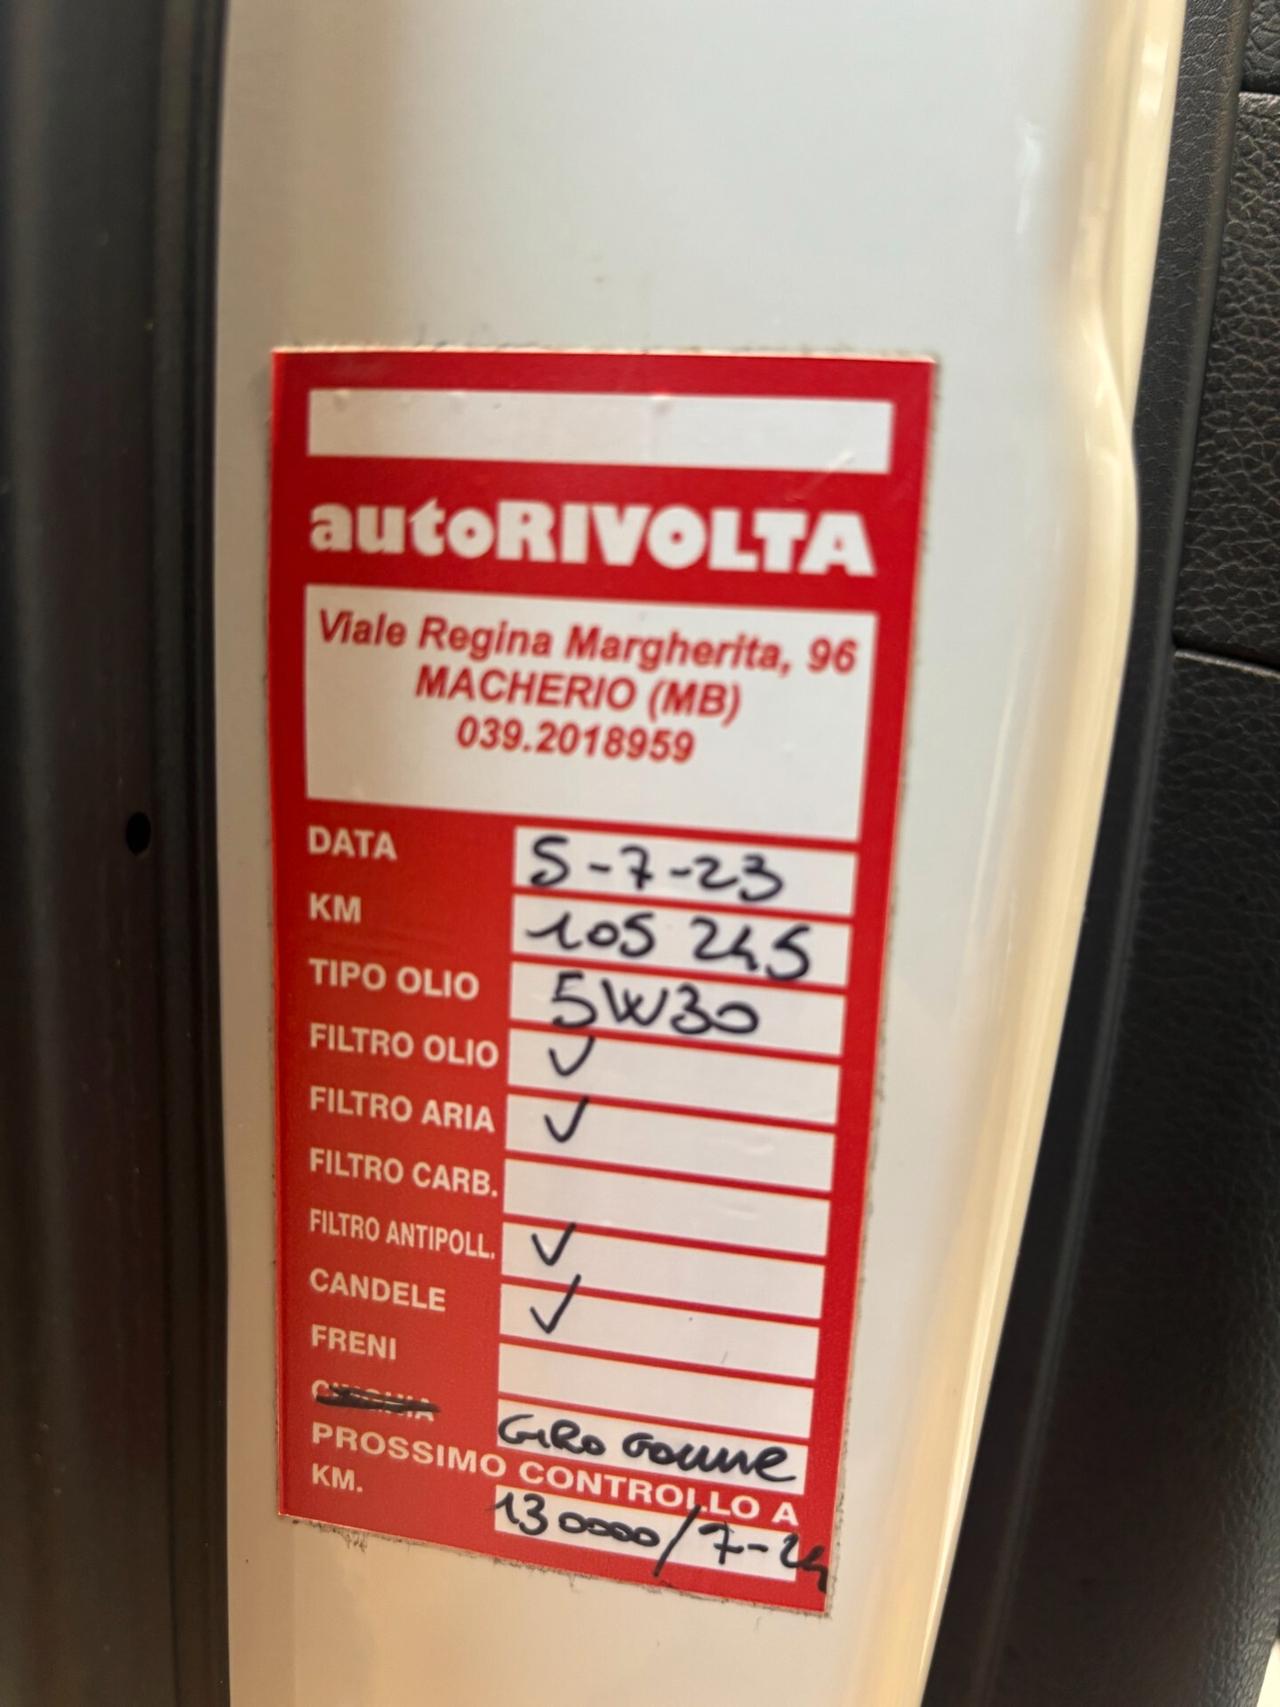 autoRIVOLTA
Viale Regina Margherita, 96
MACHERIO (MB)
039.2018959
DATA 5-7-23
KM 105 245
TIPO OLIO 5W30
FILTRO OLIO ✓
FILTRO ARIA ✓
FILTRO CARB.
FILTRO ANTIPOLL. ✓
CANDELE ✓
FRENI
GIRO GOMME
PROSSIMO CONTROLLO A
KM. 130000/7-24